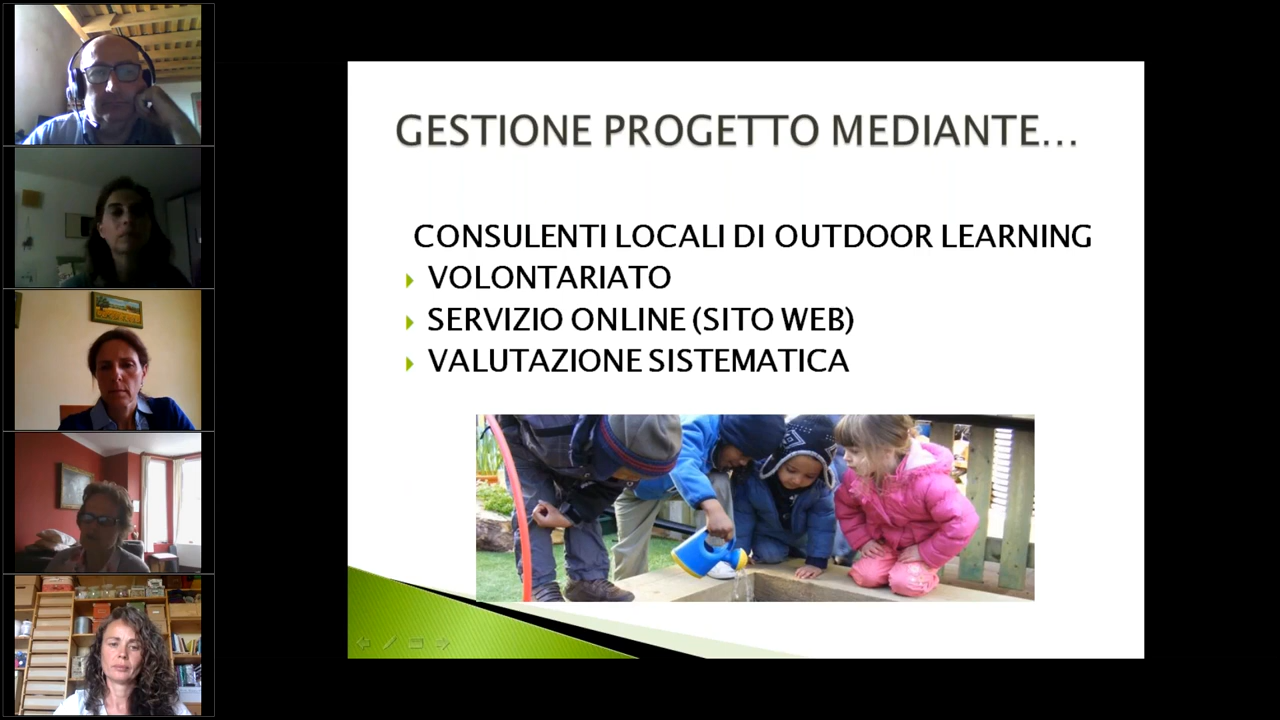 GESTIONE PROGETTO MEDIANTE...
CONSULENTI LOCALI DI OUTDOOR LEARNING
VOLONTARIATO
SERVIZIO ONLINE (SITO WEB)
VALUTAZIONE SISTEMATICA